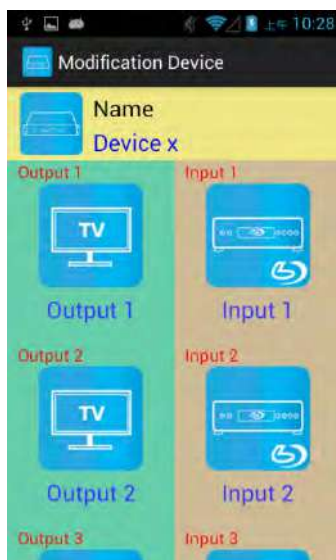 上午 10:28
Modification Device
Name
Device x
Output 1
Input 1
TV
Output 1
Input 1
Output 2
Input 2
TV
Output 2
Input 2
Output 3
Input 3